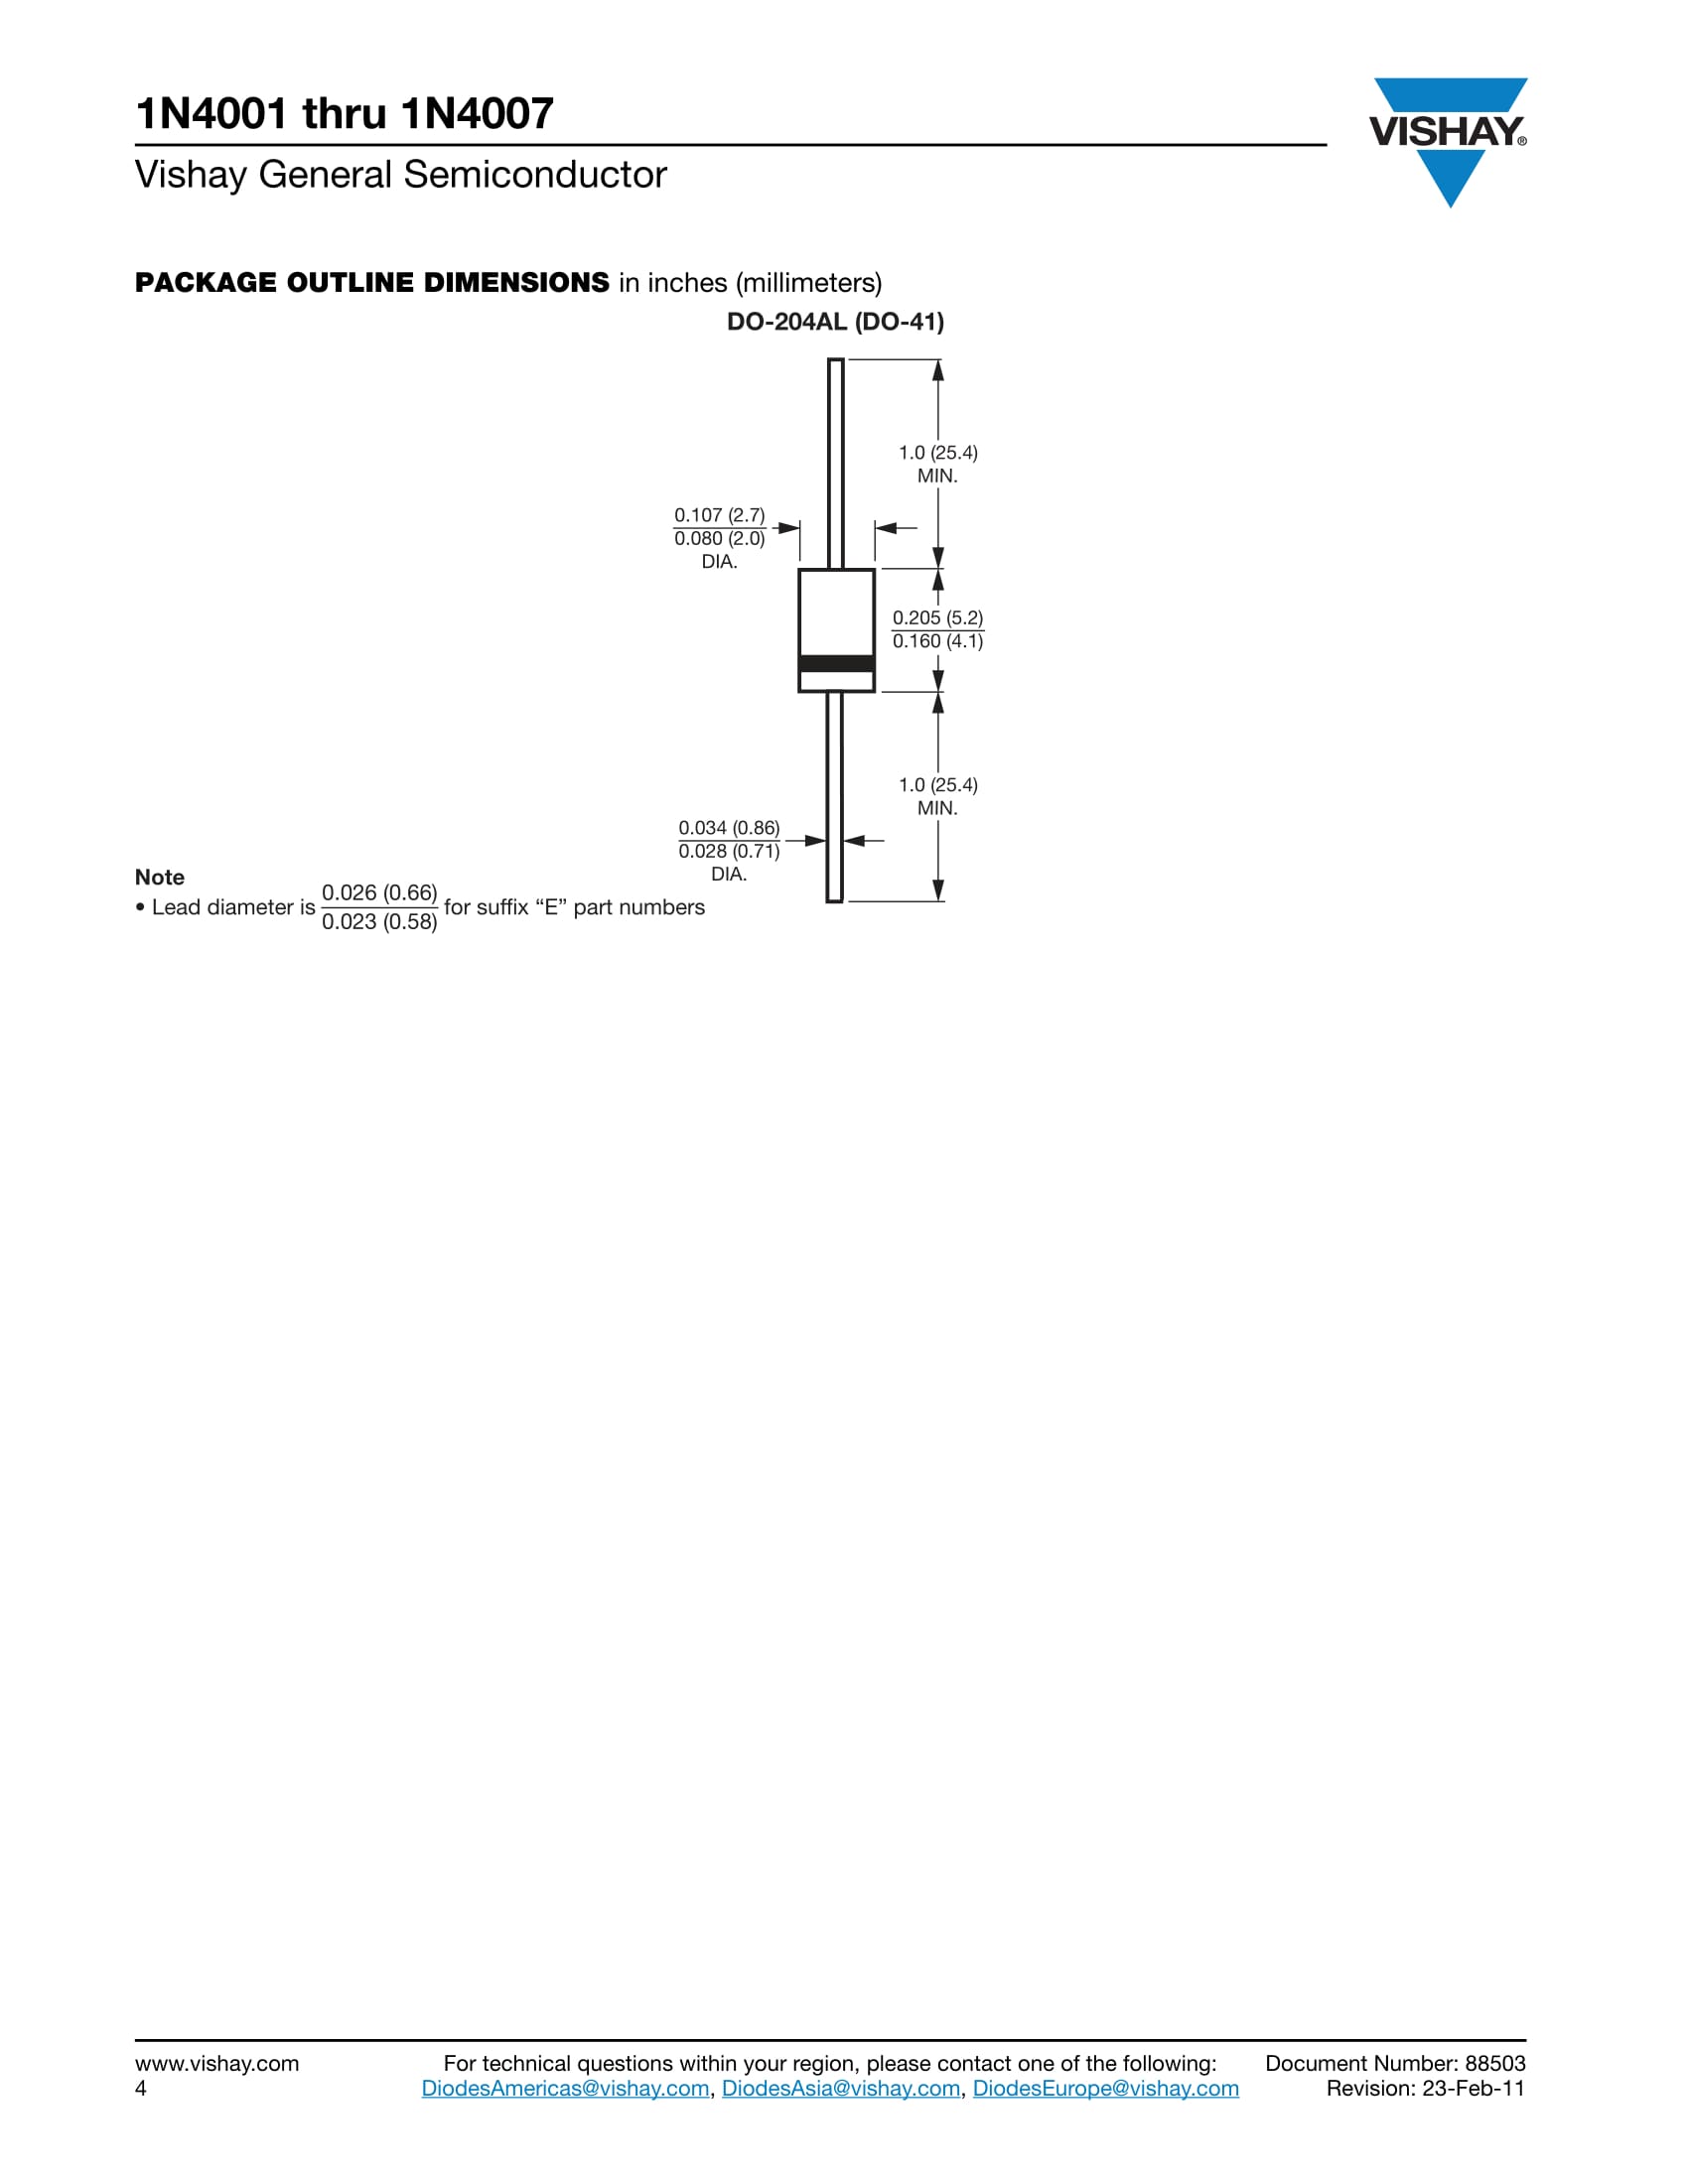 1N4001 thru 1N4007
VISHAY®
Vishay General Semiconductor
PACKAGE OUTLINE DIMENSIONS in inches (millimeters)
DO-204AL (DO-41)
1.0 (25.4)
MIN.
0.107 (2.7)
0.080 (2.0)
DIA.
0.205 (5.2)
0.160 (4.1)
1.0 (25.4)
MIN.
0.034 (0.86)
0.028 (0.71)
DIA.
Note
• Lead diameter is 0.026 (0.66) for suffix “E” part numbers
0.023 (0.58)
www.vishay.com
4
For technical questions within your region, please contact one of the following:
DiodesAmericas@vishay.com, DiodesAsia@vishay.com, DiodesEurope@vishay.com
Document Number: 88503
Revision: 23-Feb-11